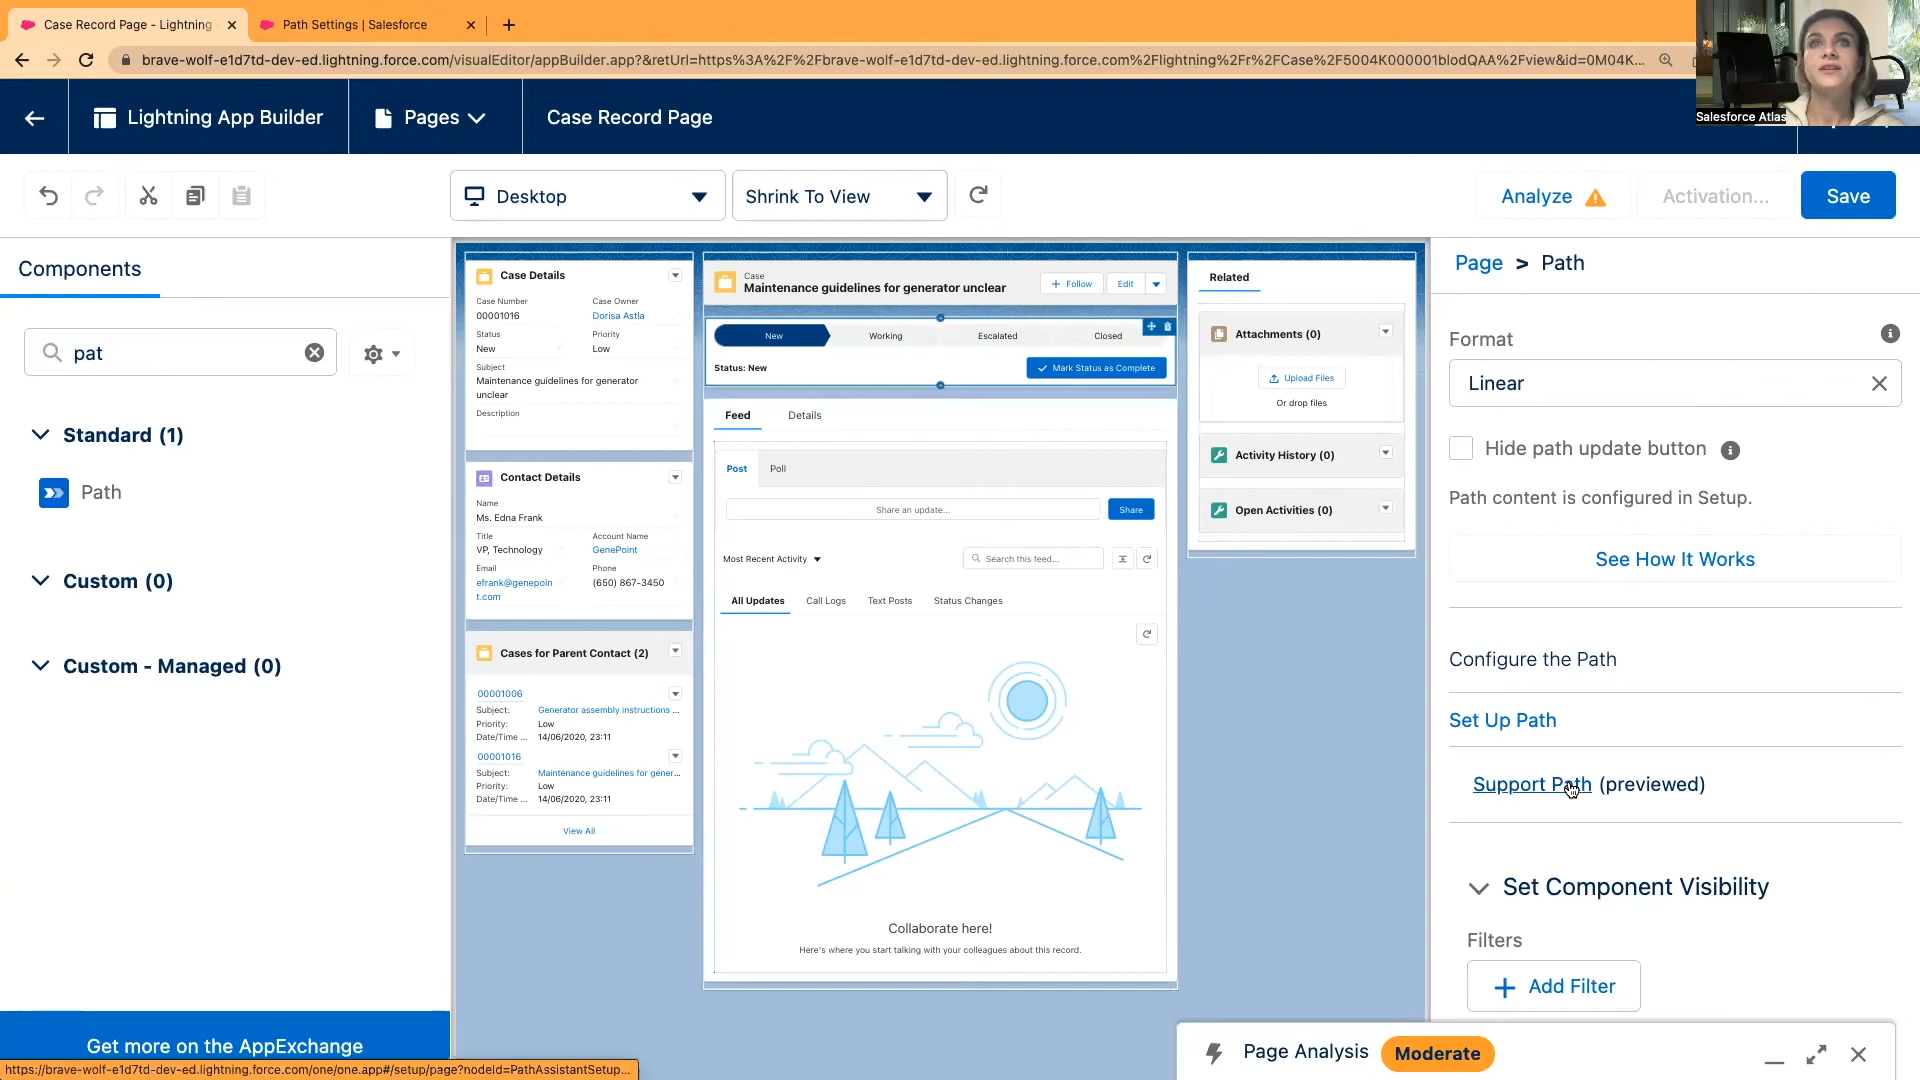 Case Record Page - Lightning
Path Settings | Salesforce
brave-wolf-e1d7td-dev-ed.lightning.force.com/visualEditor/appBuilder.app?&retUrl=https%3A%2F%2Fbrave-wolf-e1d7td-dev-ed.lightning.force.com%2Flightning%2Fr%2FCase%2F5004K000001blodQAA%2Fview&id=0M04K...
Salesforce Atlas
Lightning App Builder
Pages
Case Record Page
Desktop
Shrink To View
Analyze
Activation...
Save
Components
pat
Standard (1)
Path
Custom (0)
Custom - Managed (0)
Get more on the AppExchange
https://brave-wolf-e1d7td-dev-ed.lightning.force.com/one/one.app#/setup/page?nodeId=PathAssistantSetup...
Case Details
Case Number
Case Owner
00001016
Dorisa Astla
Status
Priority
New
Low
Subject
Maintenance guidelines for generator
unclear
Description
Contact Details
Name
Ms. Edna Frank
Title
Account Name
VP, Technology
GenePoint
Email
Phone
efrank@genepoin
t.com
(650) 867-3450
Cases for Parent Contact (2)
00001006
Subject: Generator assembly instructions ...
Priority: Low
Date/Time ... 14/06/2020, 23:11
00001016
Subject: Maintenance guidelines for gener...
Priority: Low
Date/Time ... 14/06/2020, 23:11
View All
Case
Maintenance guidelines for generator unclear
+ Follow
Edit
New
Working
Escalated
Closed
Status: New
Mark Status as Complete
Feed
Details
Post
Poll
Share an update...
Share
Most Recent Activity
Search this feed...
All Updates
Call Logs
Text Posts
Status Changes
Collaborate here!
Here's where you start talking with your colleagues about this record.
Related
Attachments (0)
Upload Files
Or drop files
Activity History (0)
Open Activities (0)
Page > Path
Format
Linear
Hide path update button
Path content is configured in Setup.
See How It Works
Configure the Path
Set Up Path
Support Path (previewed)
Set Component Visibility
Filters
+ Add Filter
Page Analysis
Moderate